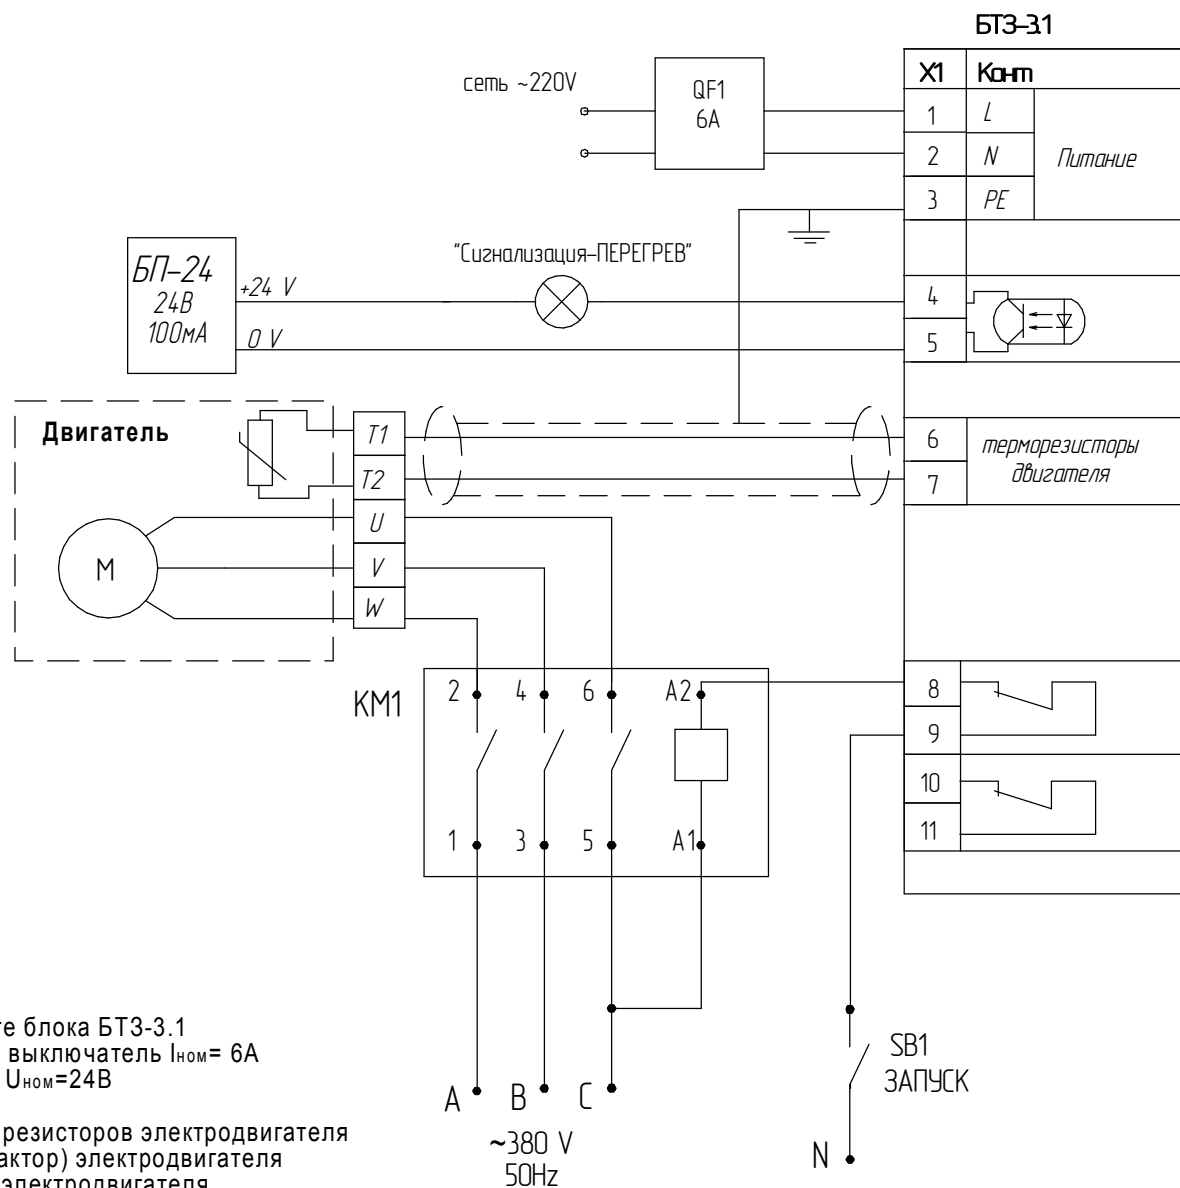 БТЗ-3.1
X1 Конт
сеть ~220V
QF1
6А
1 L
2 N
Питание
3 PE
"Сигнализация-ПЕРЕГРЕВ"
БП-24
24В
100мА
+24 V
0 V
4
5
Двигатель
T1
T2
U
V
W
M
6
7
терморезисторы
двигателя
KM1
2 4 6 A2
1 3 5 A1
8
9
10
11
те блока БТЗ-3.1
выключатель Iном= 6А
Uном=24В
резисторов электродвигателя
актор) электродвигателя
электродвигателя
A B C
~380 V
50Hz
SB1
ЗАПУСК
N